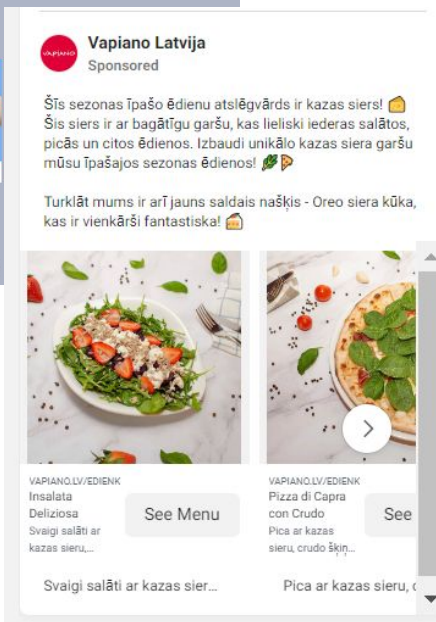 VAPIANO
Vapiano Latvija
Sponsored
Šīs sezonas īpašo ēdienu atslēgvārds ir kazas siers! 🧀
Šis siers ir ar bagātīgu garšu, kas lieliski iederas salātos,
picās un citos ēdienos. Izbaudi unikālo kazas siera garšu
mūsu īpašajos sezonas ēdienos! 🌿🍕
Turklāt mums ir arī jauns saldais našķis - Oreo siera kūka,
kas ir vienkārši fantastiska! 🍰
VAPIANO.LV/EDIENK
Insalata
Deliziosa
Svaigi salāti ar
kazas sieru,...
See Menu
VAPIANO.LV/EDIENK
Pizza di Capra
con Crudo
Pica ar kazas
sieru, crudo šķiņ...
See
Svaigi salāti ar kazas sier...
Pica ar kazas sieru, c